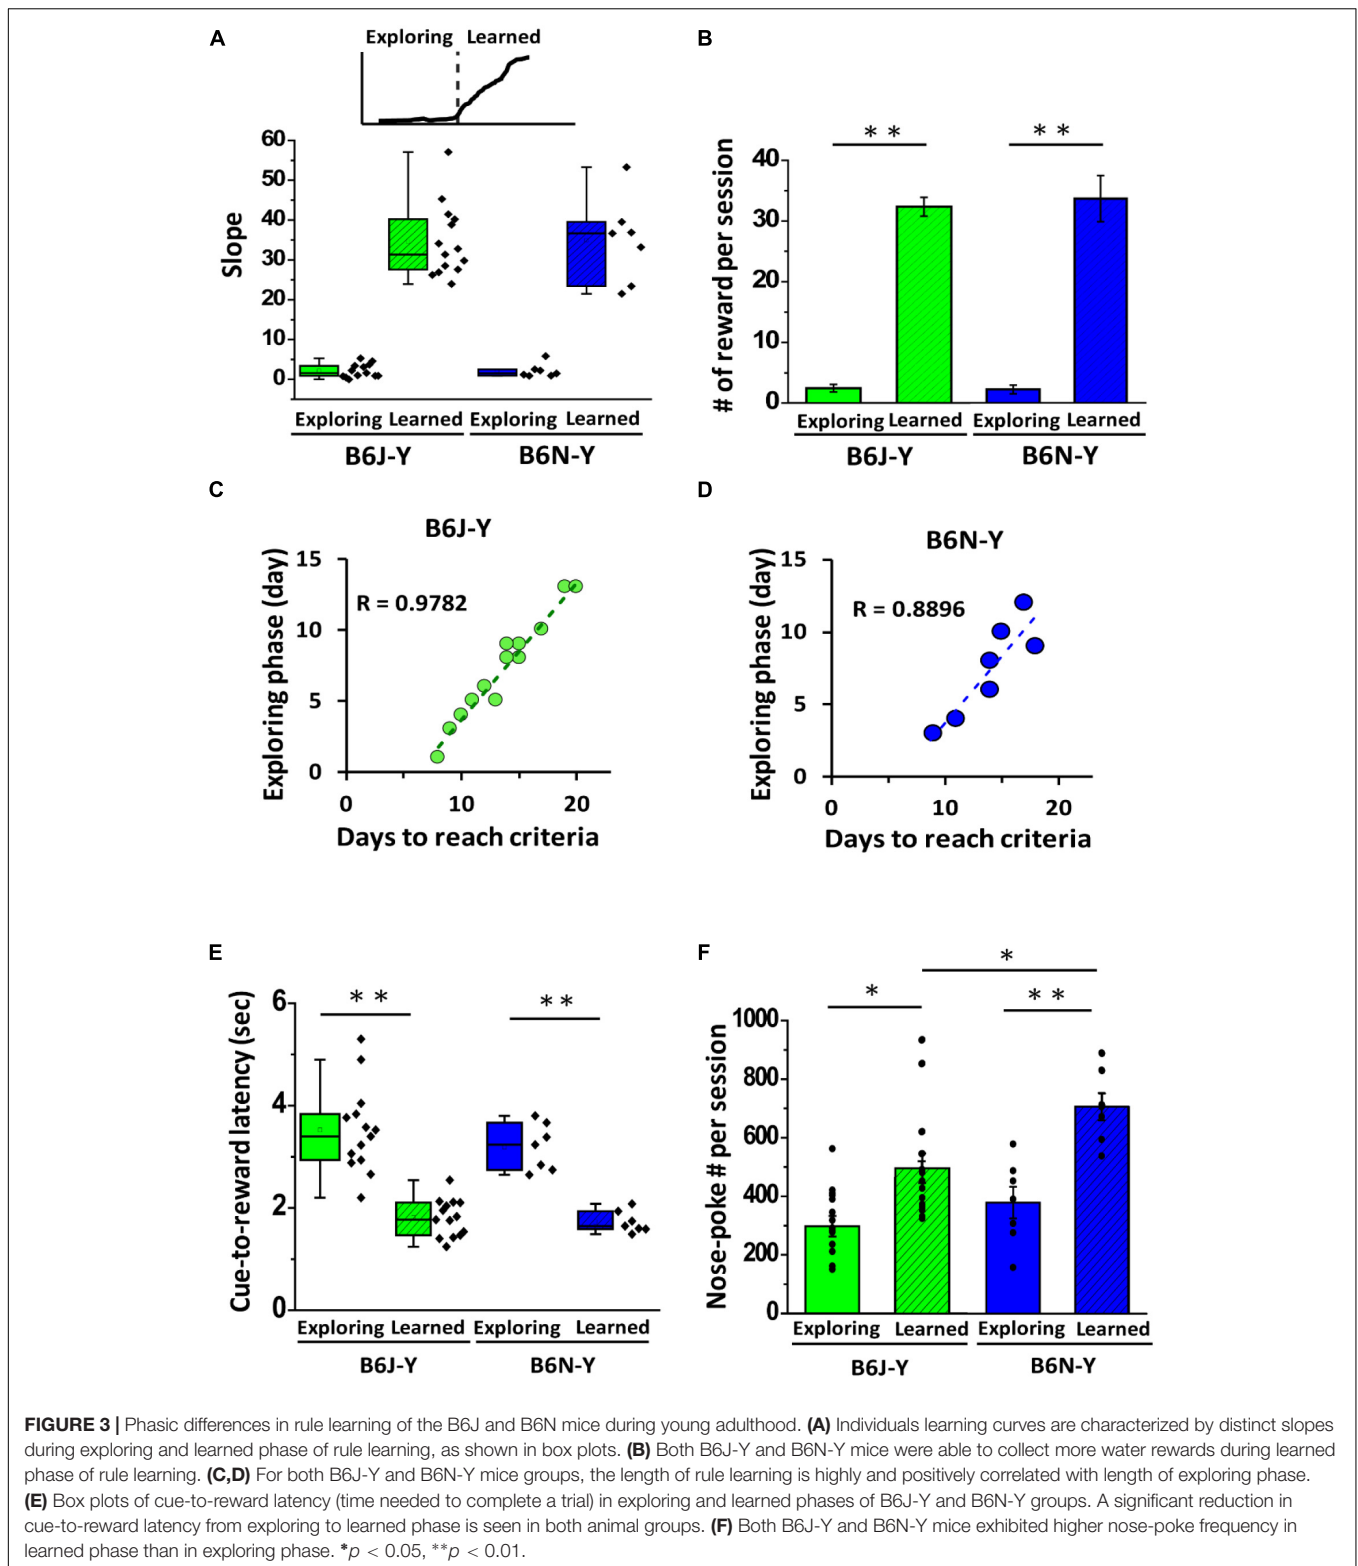 A
Exploring Learned
60
50
40
30
20
10
0
Slope
Exploring Learned Exploring Learned
B6J-Y B6N-Y
B
** **
40
30
20
10
0
# of reward per session
Exploring Learned Exploring Learned
B6J-Y B6N-Y
C
B6J-Y
R = 0.9782
15
10
5
0
Exploring phase (day)
0 10 20
Days to reach criteria
D
B6N-Y
R = 0.8896
15
10
5
0
Exploring phase (day)
0 10 20
Days to reach criteria
E
** **
6
4
2
0
Cue-to-reward latency (sec)
Exploring Learned Exploring Learned
B6J-Y B6N-Y
F
*
* **
1000
800
600
400
200
0
Nose-poke # per session
Exploring Learned Exploring Learned
B6J-Y B6N-Y
FIGURE 3 | Phasic differences in rule learning of the B6J and B6N mice during young adulthood. (A) Individuals learning curves are characterized by distinct slopes
during exploring and learned phase of rule learning, as shown in box plots. (B) Both B6J-Y and B6N-Y mice were able to collect more water rewards during learned
phase of rule learning. (C,D) For both B6J-Y and B6N-Y mice groups, the length of rule learning is highly and positively correlated with length of exploring phase.
(E) Box plots of cue-to-reward latency (time needed to complete a trial) in exploring and learned phases of B6J-Y and B6N-Y groups. A significant reduction in
cue-to-reward latency from exploring to learned phase is seen in both animal groups. (F) Both B6J-Y and B6N-Y mice exhibited higher nose-poke frequency in
learned phase than in exploring phase. *p < 0.05, **p < 0.01.